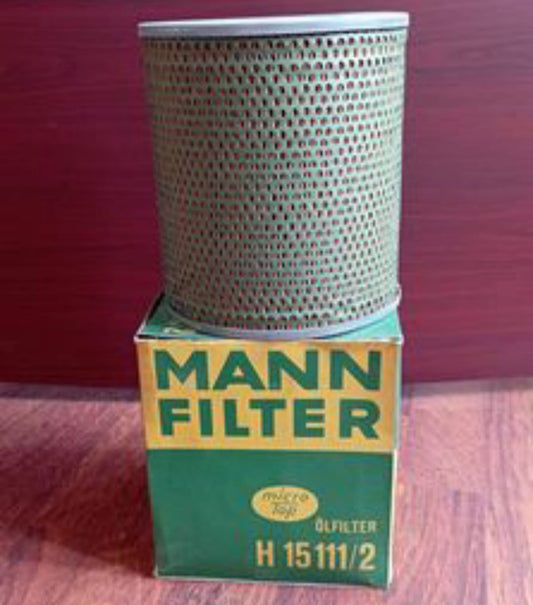 MANN
FILTER
micro
Top
ÖLFILTER
H 15 111/2